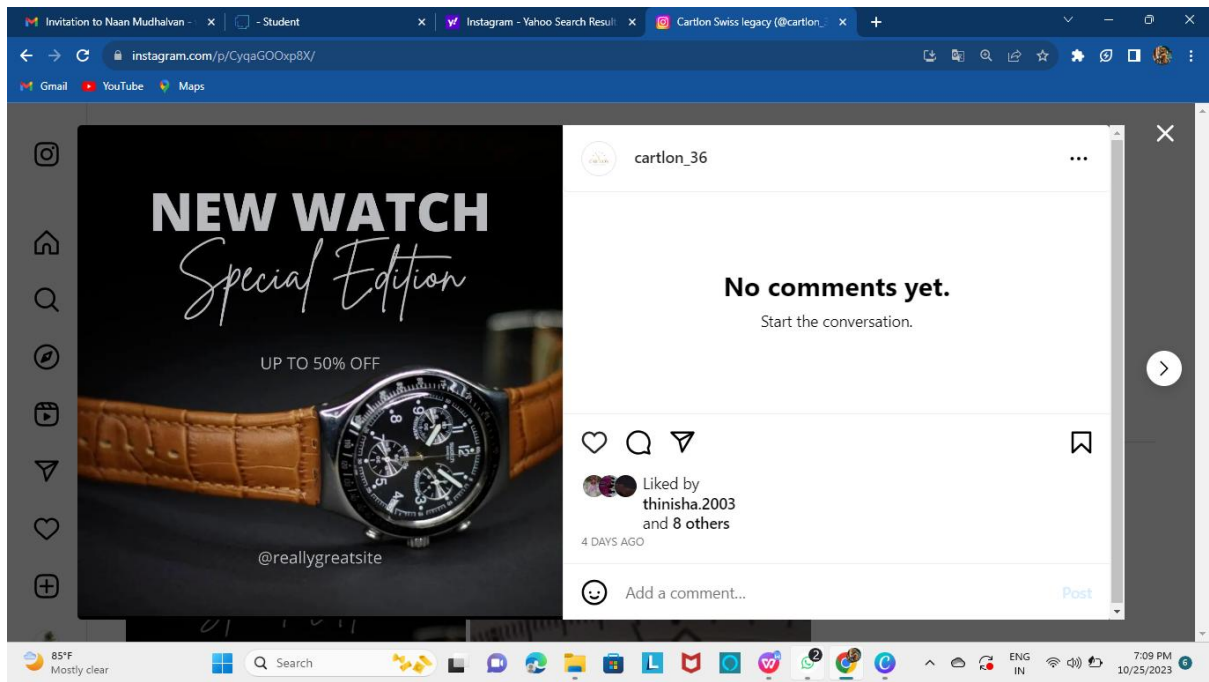 Invitation to Naan Mudhalvan -
- Student
Instagram - Yahoo Search Result
Cartlon Swiss legacy (@cartlon_3
instagram.com/p/CyqaGOOxp8X/
Gmail
YouTube
Maps
NEW WATCH
Special Edition
UP TO 50% OFF
@reallygreatsite
cartlon_36
No comments yet.
Start the conversation.
Liked by
thinisha.2003
and 8 others
4 DAYS AGO
Add a comment...
Post
85°F
Mostly clear
Search
2
ENG
IN
7:09 PM
10/25/2023
6